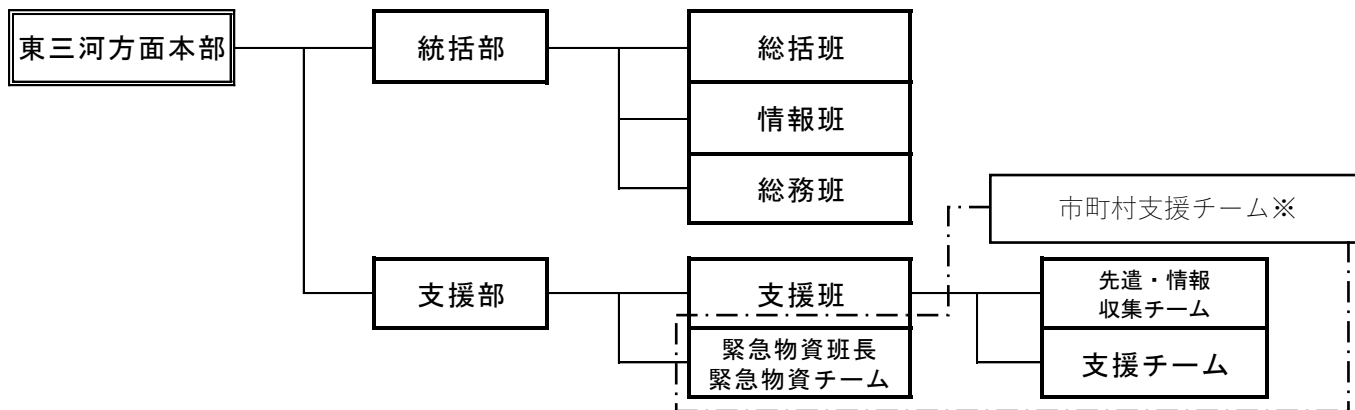 東三河方面本部
統括部
総括班
情報班
総務班
市町村支援チーム※
支援部
支援班
先遣・情報
収集チーム
緊急物資班長
緊急物資チーム
支援チーム